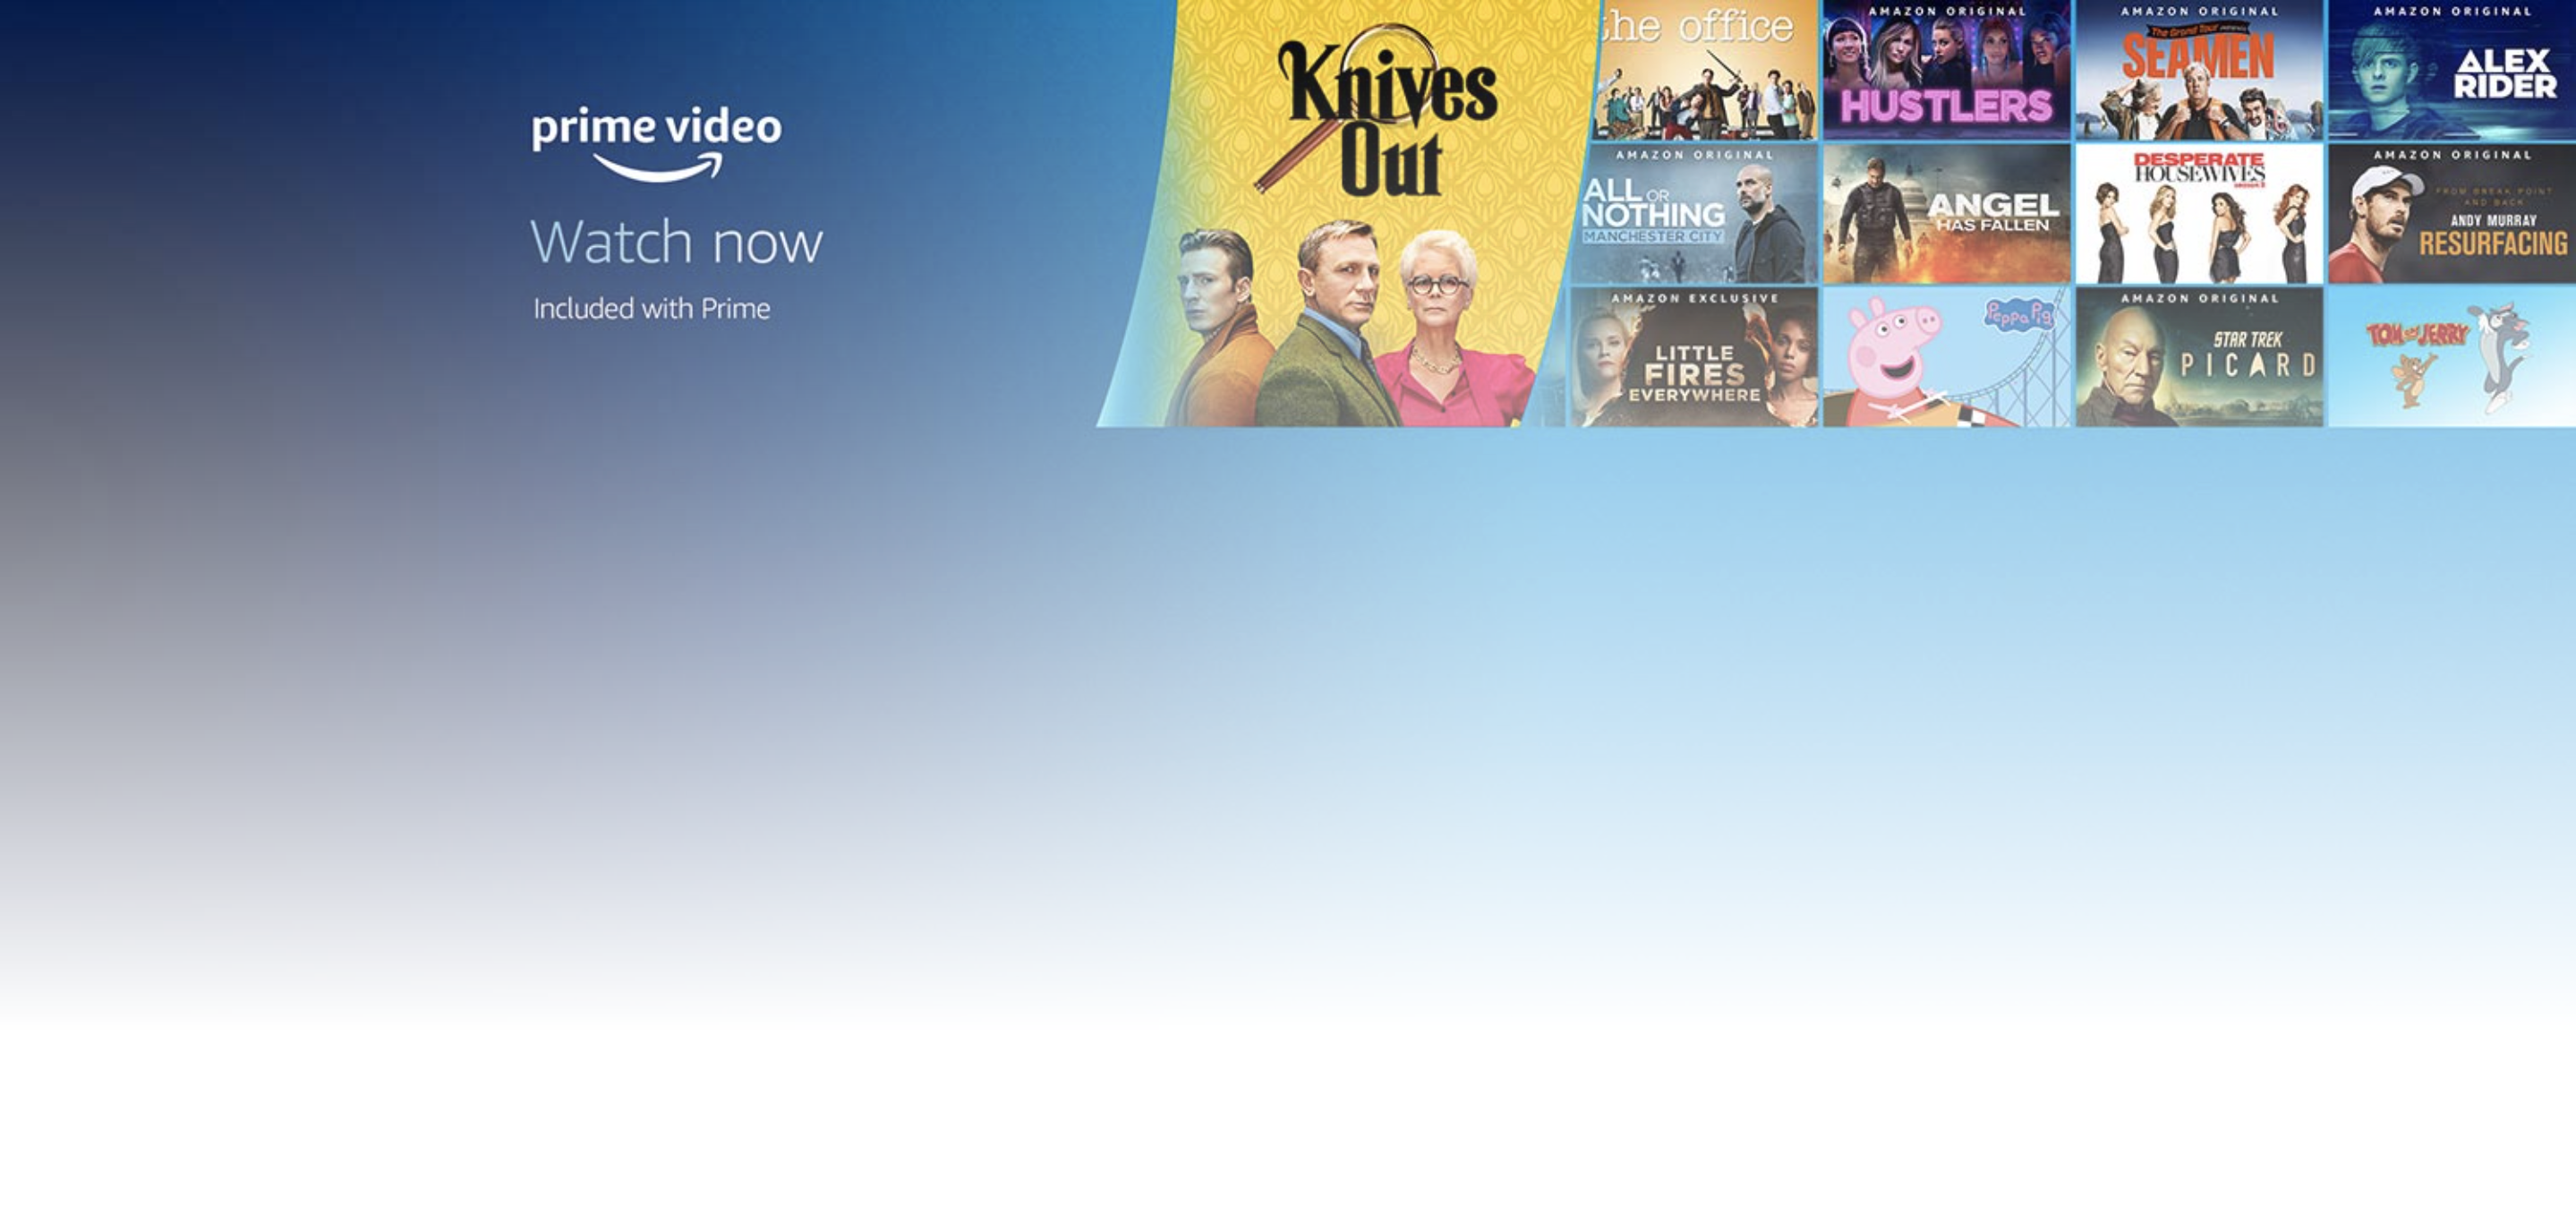 prime video
Watch now
Included with Prime
Knives
Out
the office
AMAZON ORIGINAL
HUSTLERS
AMAZON ORIGINAL
The Grand Tour presents
SEAMEN
AMAZON ORIGINAL
ALEX
RIDER
AMAZON ORIGINAL
ALL OR
NOTHING
MANCHESTER CITY
ANGEL
HAS FALLEN
DESPERATE
HOUSEWIVES
AMAZON ORIGINAL
FROM BREAK POINT
AND BACK
ANDY MURRAY
RESURFACING
AMAZON EXCLUSIVE
LITTLE
FIRES
EVERYWHERE
Peppa Pig
AMAZON ORIGINAL
STAR TREK
PICARD
TOM and JERRY